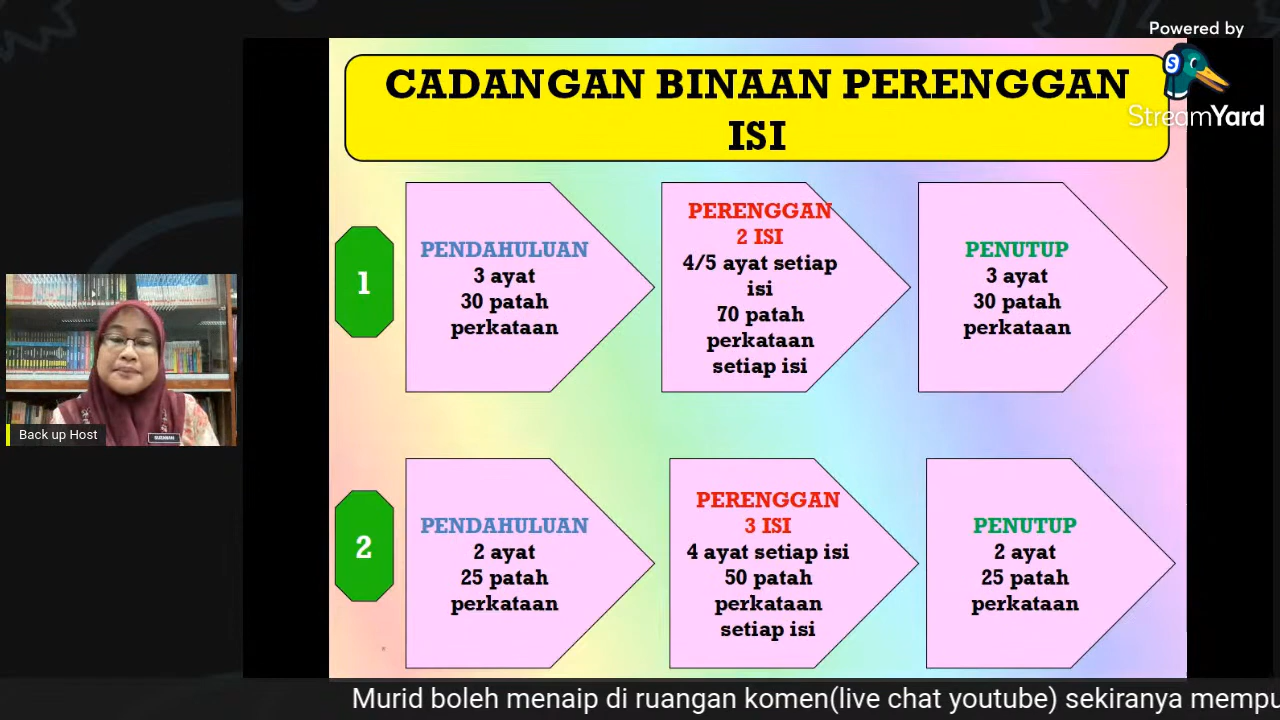 Powered by
StreamYard
CADANGAN BINAAN PERENGGAN
ISI
1
PENDAHULUAN
3 ayat
30 patah
perkataan
PERENGGAN
2 ISI
4/5 ayat setiap
isi
70 patah
perkataan
setiap isi
PENUTUP
3 ayat
30 patah
perkataan
Back up Host
2
PENDAHULUAN
2 ayat
25 patah
perkataan
PERENGGAN
3 ISI
4 ayat setiap isi
50 patah
perkataan
setiap isi
PENUTUP
2 ayat
25 patah
perkataan
Murid boleh menaip di ruangan komen(live chat youtube) sekiranya mempu